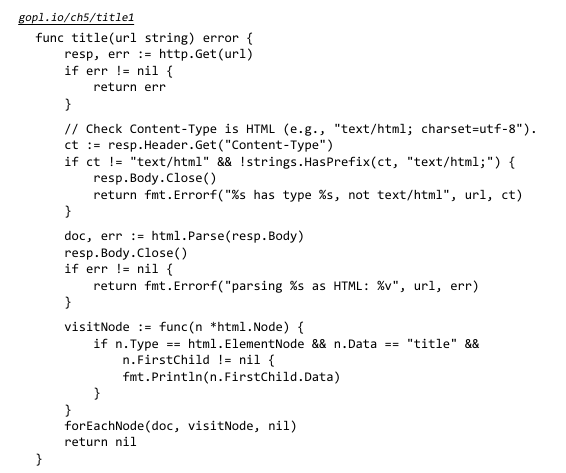 gopl.io/ch5/title1
func title(url string) error {
    resp, err := http.Get(url)
    if err != nil {
        return err
    }
    // Check Content-Type is HTML (e.g., "text/html; charset=utf-8").
    ct := resp.Header.Get("Content-Type")
    if ct != "text/html" && !strings.HasPrefix(ct, "text/html;") {
        resp.Body.Close()
        return fmt.Errorf("%s has type %s, not text/html", url, ct)
    }
    doc, err := html.Parse(resp.Body)
    resp.Body.Close()
    if err != nil {
        return fmt.Errorf("parsing %s as HTML: %v", url, err)
    }
    visitNode := func(n *html.Node) {
        if n.Type == html.ElementNode && n.Data == "title" &&
            n.FirstChild != nil {
            fmt.Println(n.FirstChild.Data)
        }
    }
    forEachNode(doc, visitNode, nil)
    return nil
}